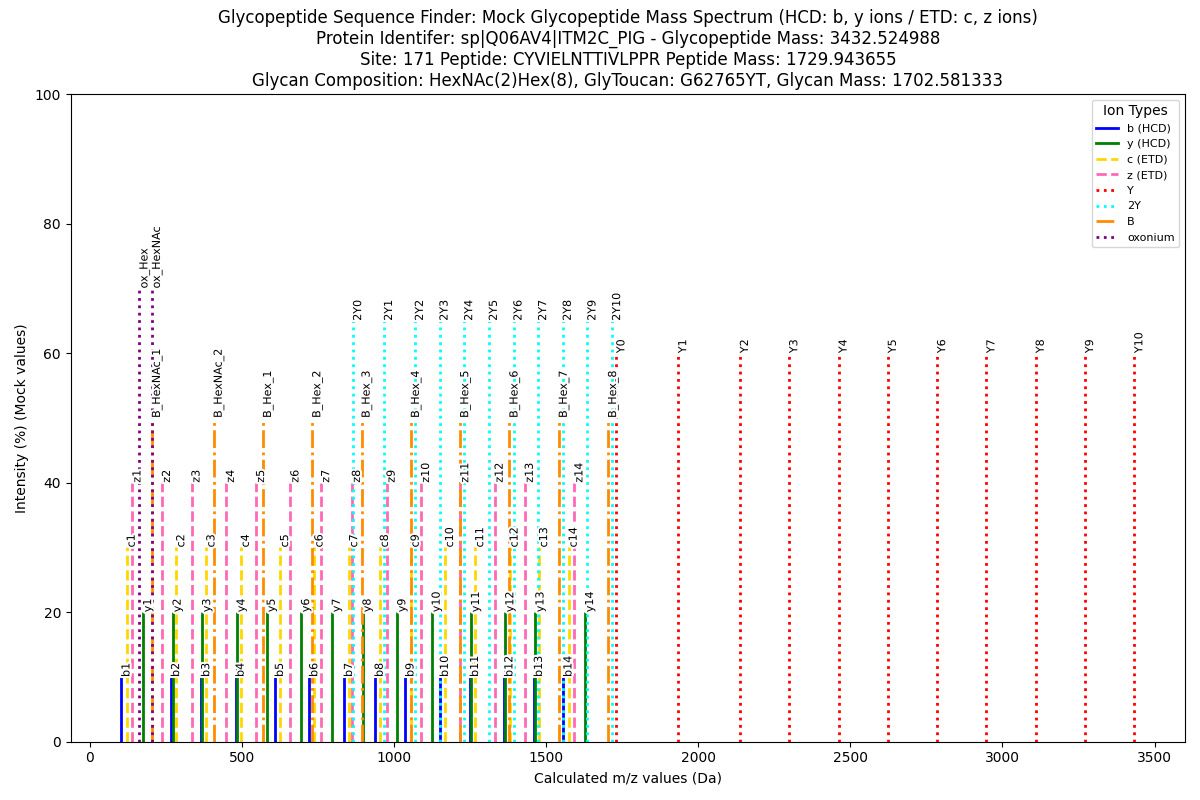 Glycopeptide Sequence Finder: Mock Glycopeptide Mass Spectrum (HCD: b, y ions / ETD: c, z ions)
Protein Identifer: sp|Q06AV4|ITM2C_PIG - Glycopeptide Mass: 3432.524988
Site: 171 Peptide: CYVIELNTTIVLPPR Peptide Mass: 1729.943655
Glycan Composition: HexNAc(2)Hex(8), GlyToucan: G62765YT, Glycan Mass: 1702.581333
Intensity (%) (Mock values)
100
80
60
40
20
0
Ion Types
b (HCD)
y (HCD)
c (ETD)
z (ETD)
Y
2Y
B
oxonium
ox_Hex
ox_HexNAc
2Y0
2Y1
2Y2
2Y3
2Y4
2Y5
2Y6
2Y7
2Y8
2Y9
2Y10
Y0
Y1
Y2
Y3
Y4
Y5
Y6
Y7
Y8
Y9
Y10
B_HexNAc_1
B_HexNAc_2
B_Hex_1
B_Hex_2
B_Hex_3
B_Hex_4
B_Hex_5
B_Hex_6
B_Hex_7
B_Hex_8
z1
z2
z3
z4
z5
z6
z7
z8
z9
z10
z11
z12
z13
z14
c1
c2
c3
c4
c5
c6
c7
c8
c9
c10
c11
c12
c13
c14
y1
y2
y3
y4
y5
y6
y7
y8
y9
y10
y11
y12
y13
y14
b1
b2
b3
b4
b5
b6
b7
b8
b9
b10
b11
b12
b13
b14
0
500
1000
1500
2000
2500
3000
3500
Calculated m/z values (Da)